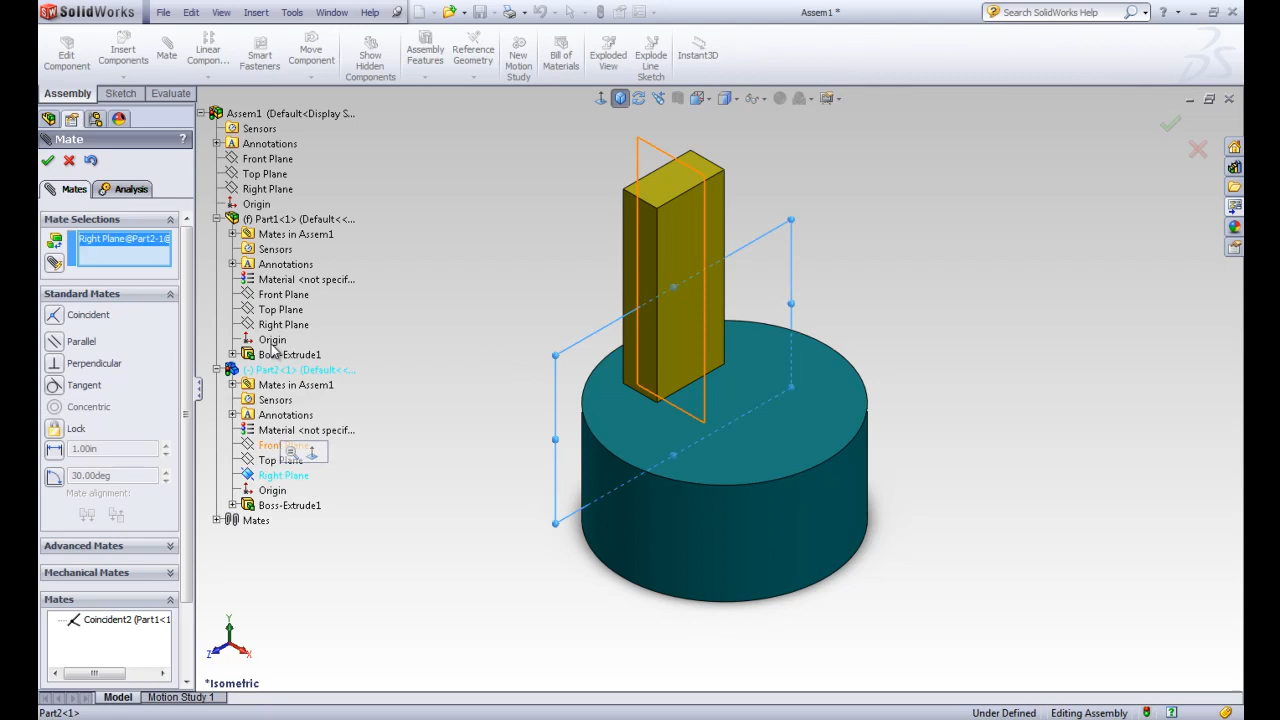 SolidWorks File Edit View Insert Tools Window Help Assem1 * Search SolidWorks Help
Edit Component
Insert Components
Mate
Linear Compon...
Smart Fasteners
Move Component
Show Hidden Components
Assembly Features
Reference Geometry
New Motion Study
Bill of Materials
Exploded View
Explode Line Sketch
Instant3D
Assembly Sketch Evaluate
Mate ?
Mates Analysis
Mate Selections
Right Plane@Part2-1@
Standard Mates
Coincident
Parallel
Perpendicular
Tangent
Concentric
Lock
1.00in
30.00deg
Mate alignment:
Advanced Mates
Mechanical Mates
Mates
Coincident2 (Part1<1
Assem1 (Default<Display S...
Sensors
Annotations
Front Plane
Top Plane
Right Plane
Origin
(f) Part1<1> (Default<<...
Mates in Assem1
Sensors
Annotations
Material <not specif...
Front Plane
Top Plane
Right Plane
Origin
Boss-Extrude1
(-) Part2<1> (Default<<...
Mates in Assem1
Sensors
Annotations
Material <not specif...
Top Plane
Right Plane
Origin
Boss-Extrude1
Mates
Y
Z X
*Isometric
Model Motion Study 1
Part2<1> Under Defined Editing Assembly